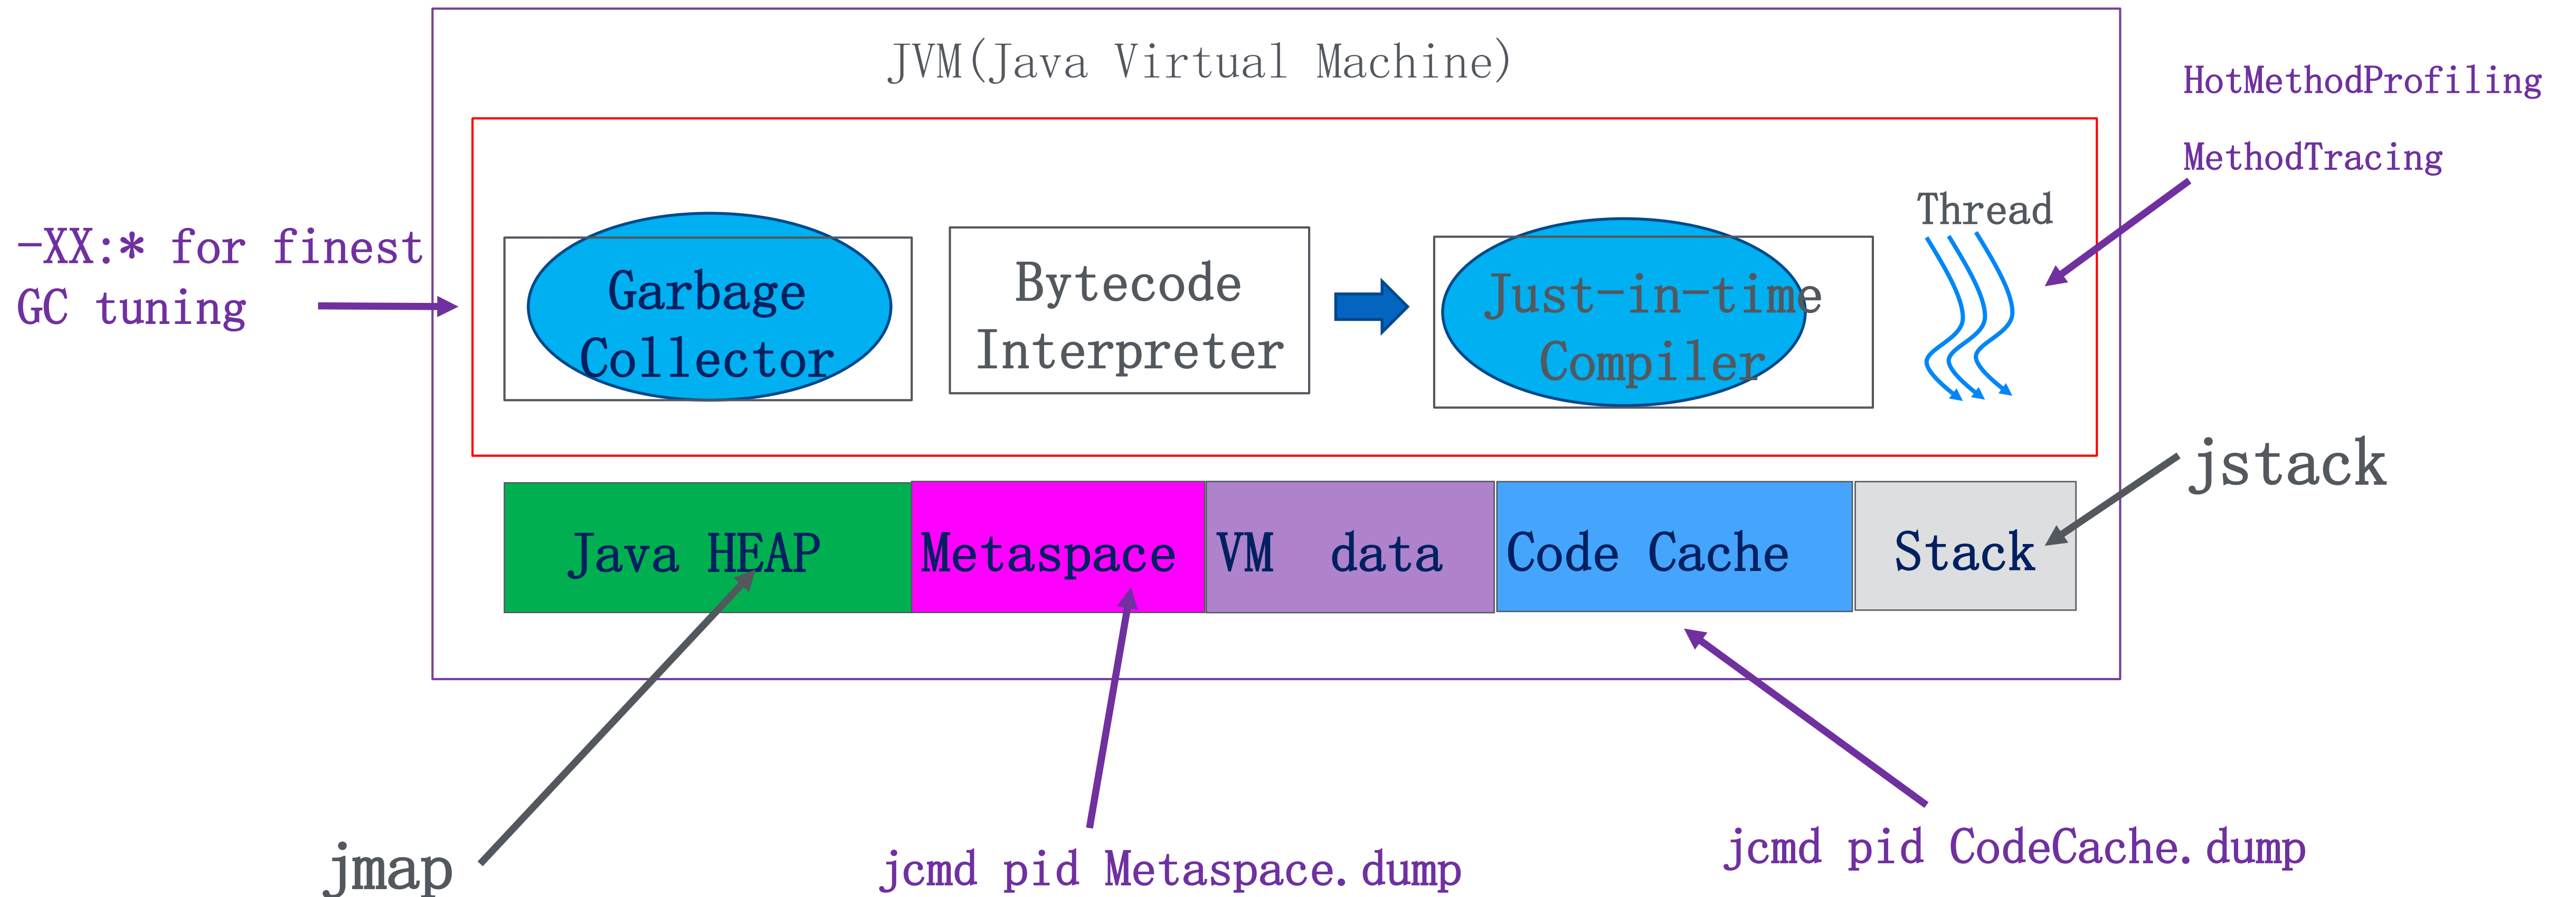 JVM(Java Virtual Machine)
HotMethodProfiling
MethodTracing
Thread
-XX:* for finest
GC tuning
Garbage
Collector
Bytecode
Interpreter
Just-in-time
Compiler
jstack
Java HEAP
Metaspace
VM data
Code Cache
Stack
jmap
jcmd pid Metaspace.dump
jcmd pid CodeCache.dump